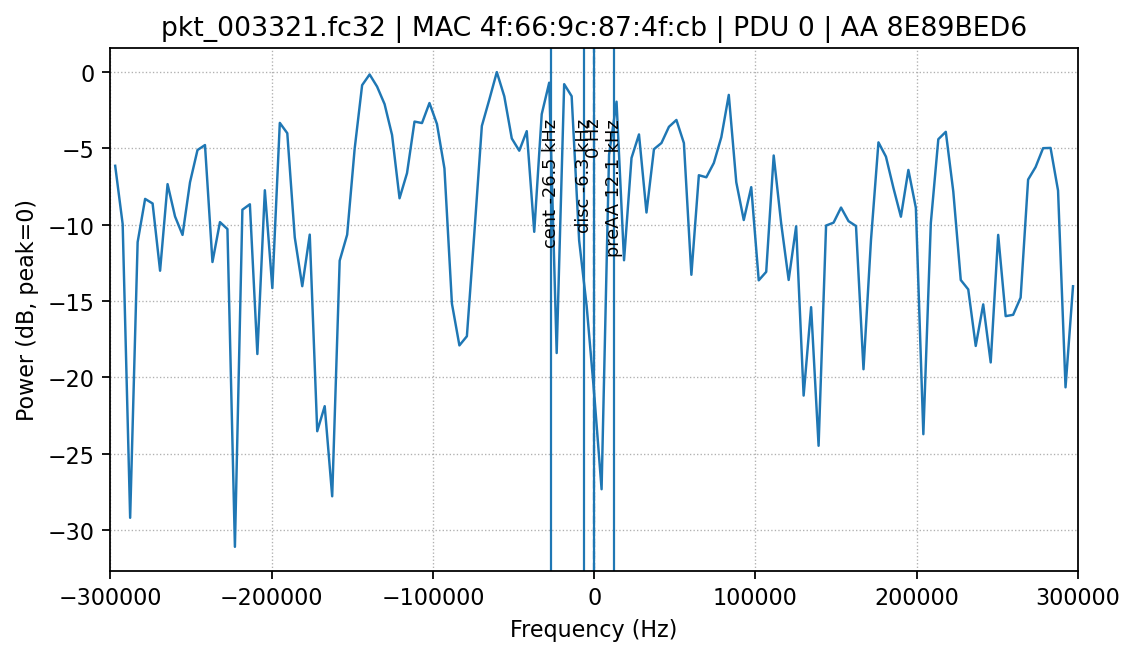 pkt_003321.fc32 | MAC 4f:66:9c:87:4f:cb | PDU 0 | AA 8E89BED6
Power (dB, peak=0)
0
−5
−10
−15
−20
−25
−30
cent -26.5 kHz
disc -6.3 kHz
0 Hz
preAA 12.1 kHz
−300000
−200000
−100000
0
100000
200000
300000
Frequency (Hz)